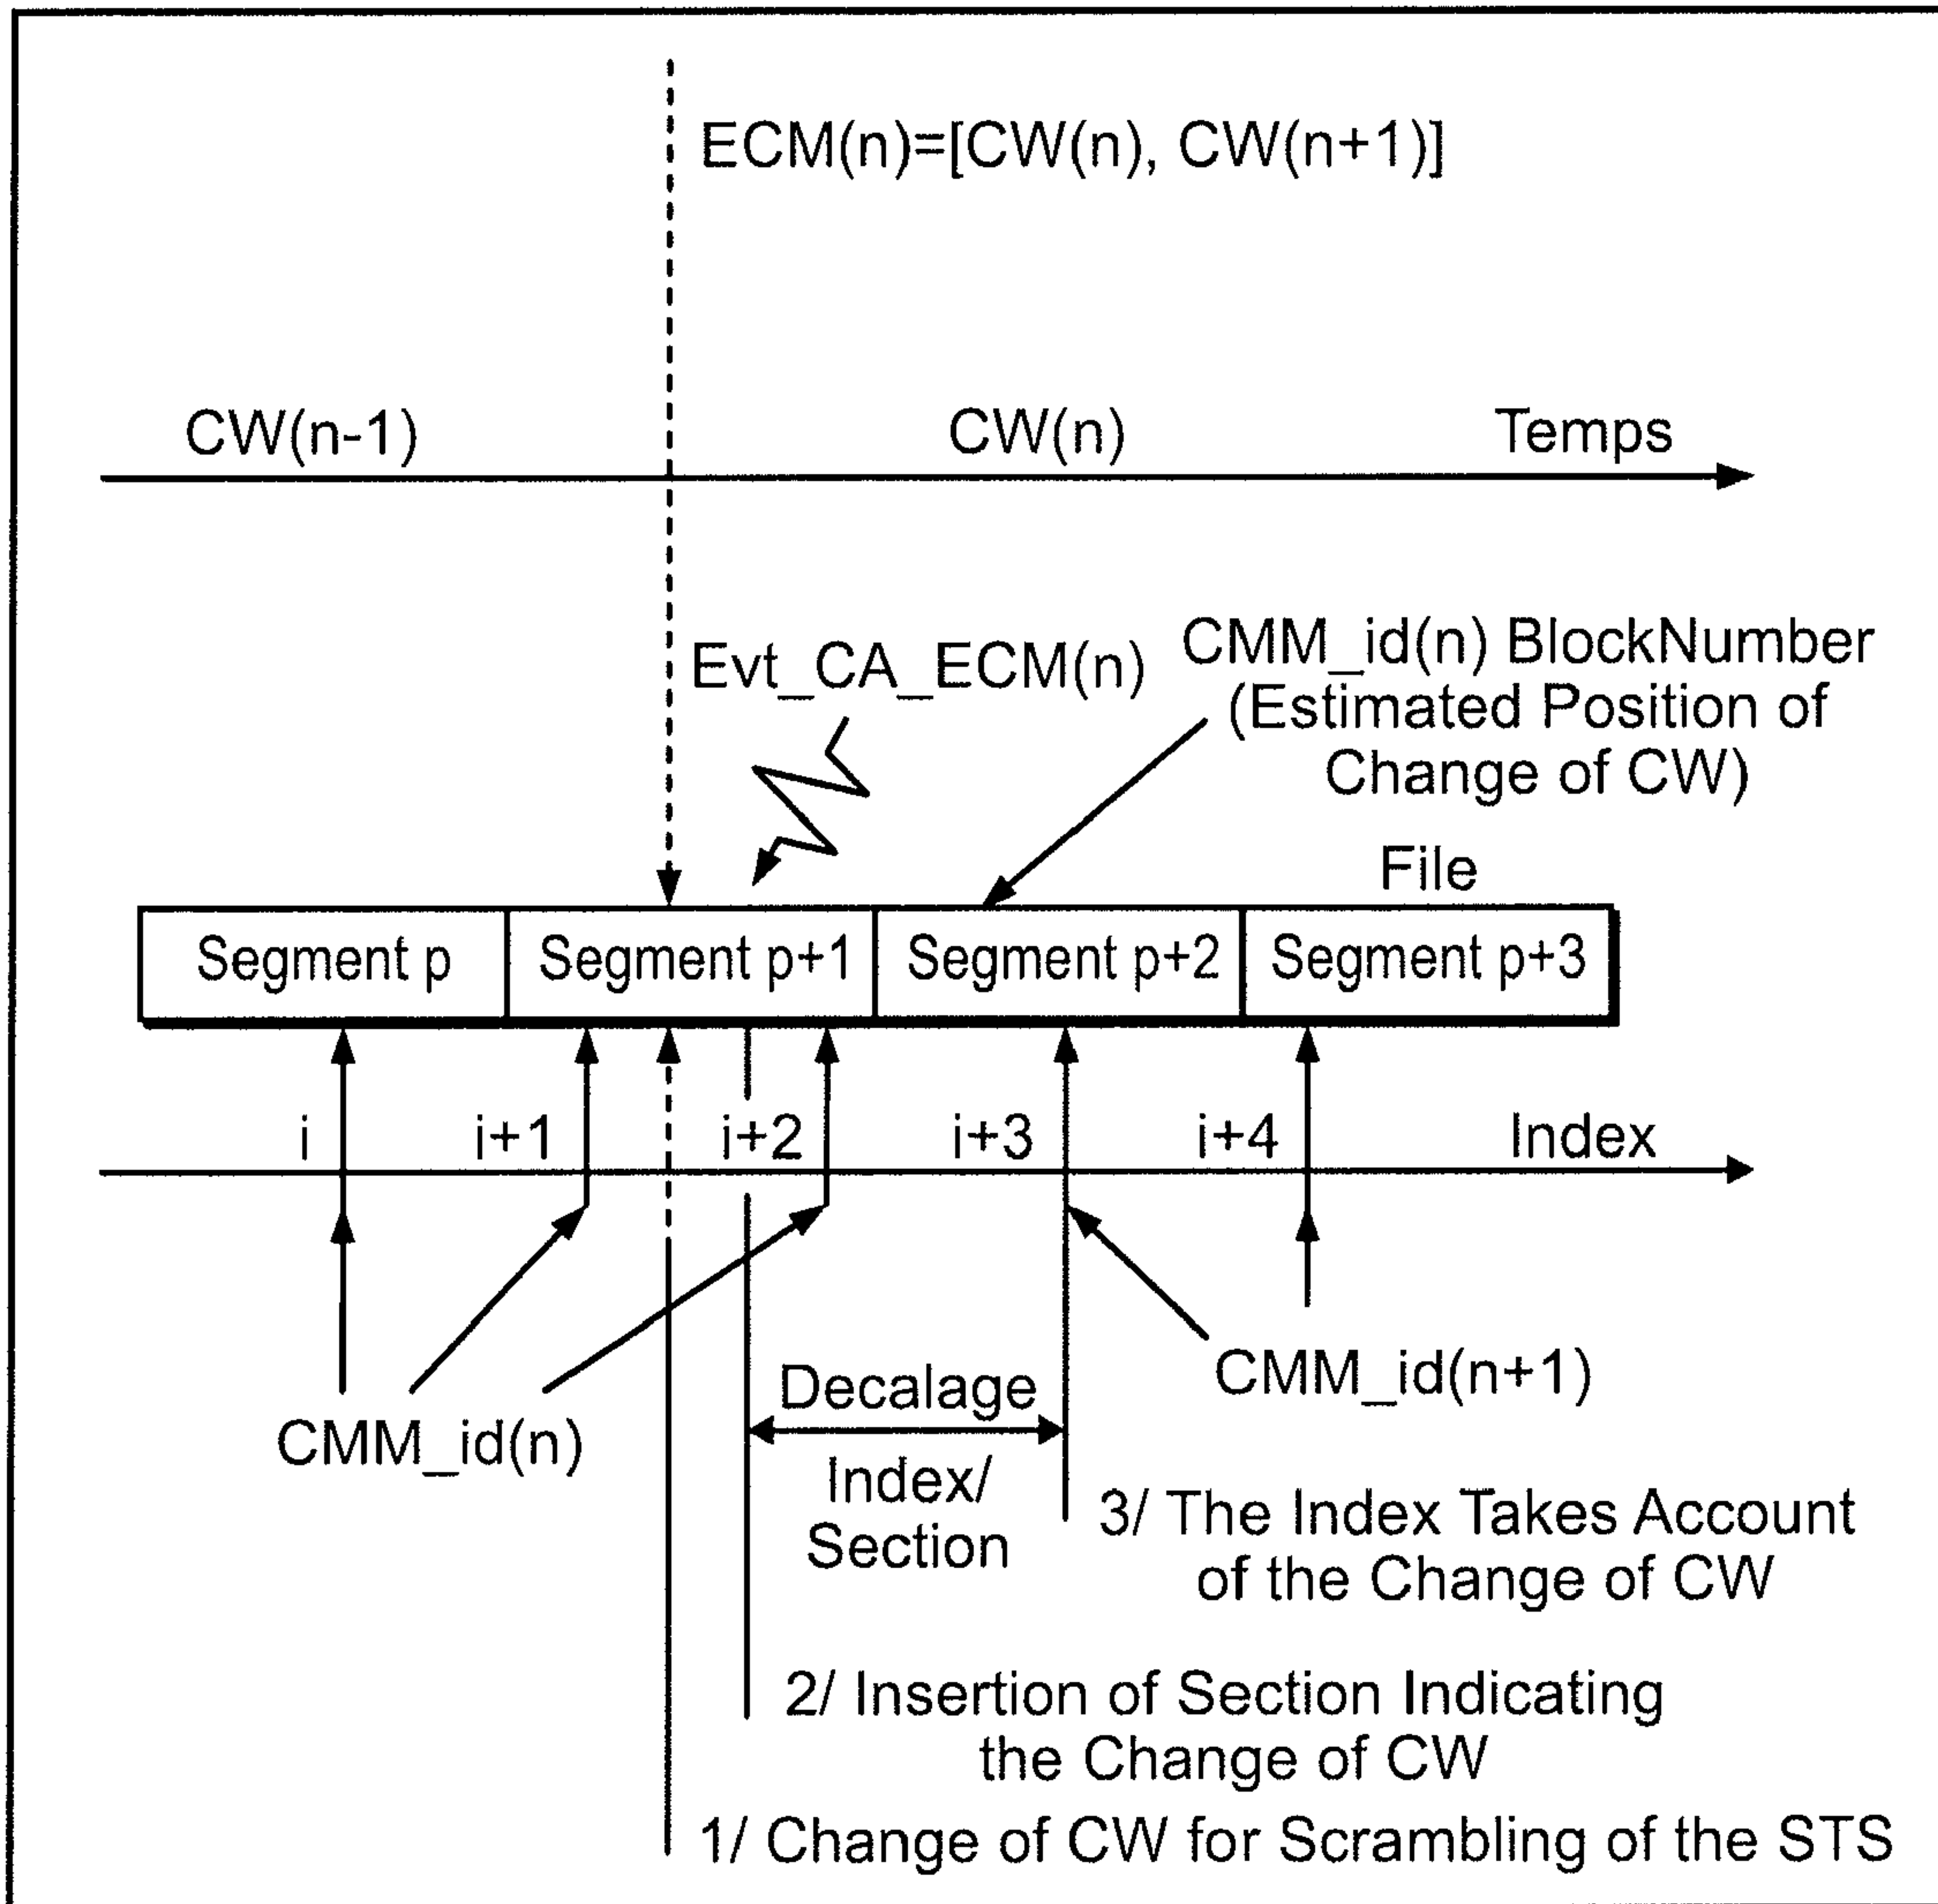 ECM(n)=[CW(n), CW(n+1)]
CW(n-1)
CW(n)
Temps
Evt_CA_ECM(n)
CMM_id(n) BlockNumber
(Estimated Position of
Change of CW)
File
Segment p
Segment p+1
Segment p+2
Segment p+3
i
i+1
i+2
i+3
i+4
Index
CMM_id(n)
Decalage
Index/
Section
CMM_id(n+1)
3/ The Index Takes Account
of the Change of CW
2/ Insertion of Section Indicating
the Change of CW
1/ Change of CW for Scrambling of the STS